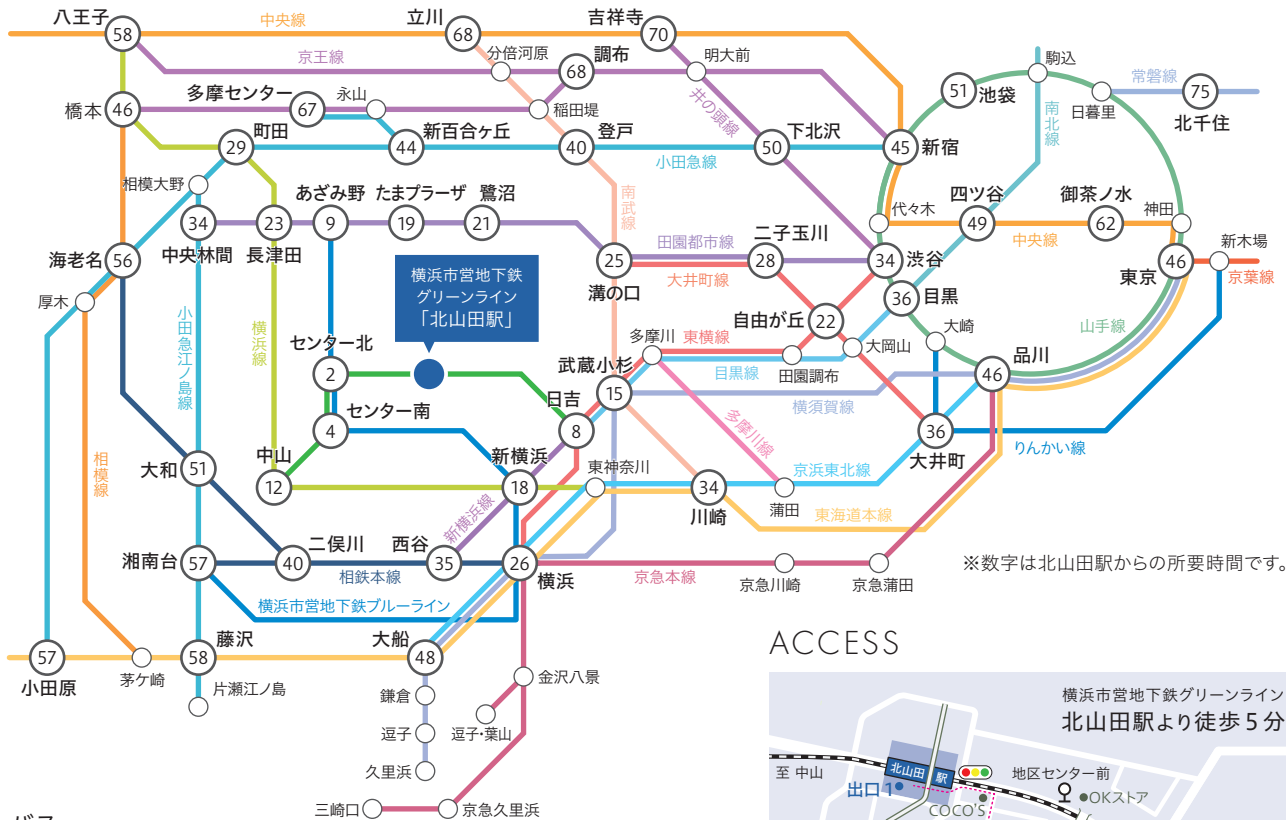 八王子
58
中央線
立川
68
吉祥寺
70
駒込
京王線
分倍河原
調布
68
明大前
51
池袋
常磐線
75
北千住
日暮里
南北線
橋本
46
多摩センター
67
永山
稲田堤
井の頭線
町田
29
新百合ヶ丘
44
登戸
40
下北沢
50
小田急線
45
新宿
相模大野
34
中央林間
23
長津田
あざみ野
9
たまプラーザ
19
鷺沼
21
南武線
代々木
四ツ谷
49
御茶ノ水
62
神田
中央線
海老名
56
溝の口
25
田園都市線
大井町線
二子玉川
28
34
渋谷
東京
46
新木場
京葉線
厚木
小田急江ノ島線
横浜線
横浜市営地下鉄
グリーンライン
「北山田駅」
36
目黒
自由が丘
22
大崎
山手線
センター北
2
武蔵小杉
15
多摩川
東横線
目黒線
田園調布
大岡山
品川
46
横須賀線
センター南
4
日吉
8
多摩川線
36
大井町
りんかい線
相模線
大和
51
中山
12
新横浜
18
東神奈川
34
川崎
京浜東北線
蒲田
東海道本線
新横浜線
湘南台
57
二俣川
40
西谷
35
相鉄本線
26
横浜
京急本線
京急川崎
京急蒲田
※数字は北山田駅からの所要時間です。
横浜市営地下鉄ブルーライン
57
小田原
茅ケ崎
藤沢
58
片瀬江ノ島
大船
48
鎌倉
逗子
久里浜
金沢八景
逗子・葉山
三崎口
京急久里浜
ACCESS
横浜市営地下鉄グリーンライン
北山田駅より徒歩5分
至 中山
北山田 駅
出口1
地区センター前
COCO'S
OKストア